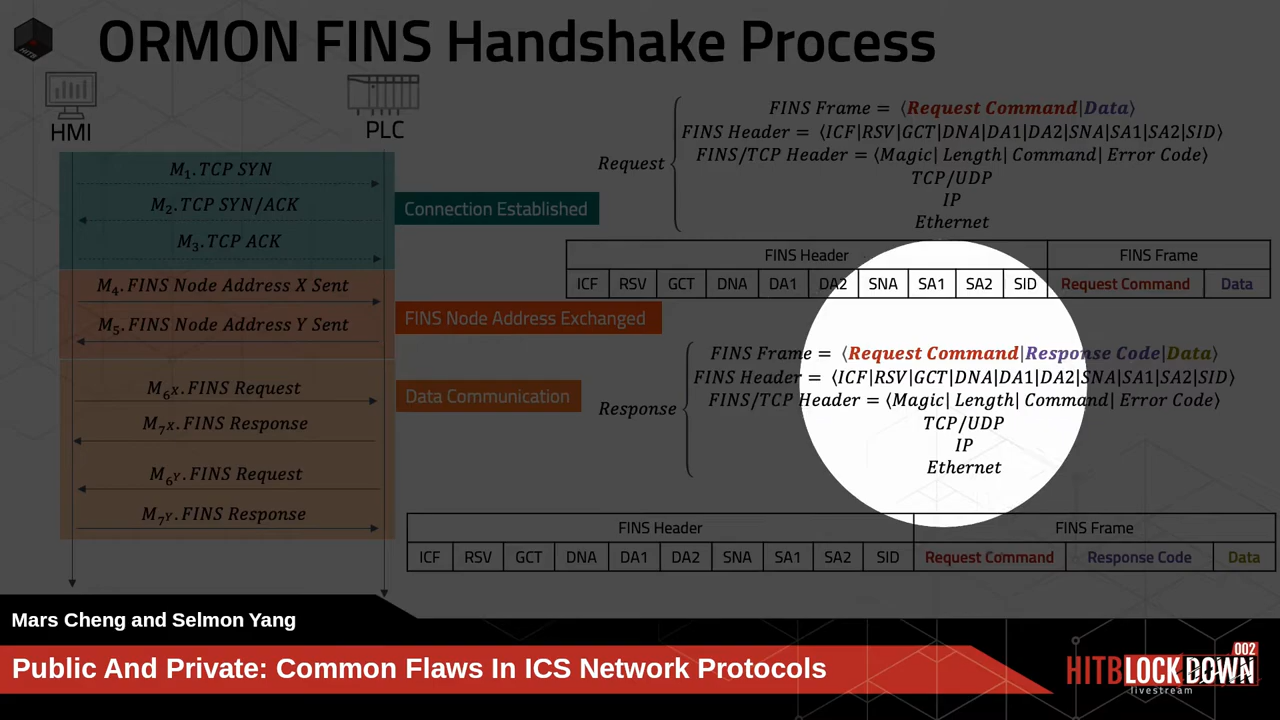 ORMON FINS Handshake Process
HITB
HMI
PLC
M₁.TCP SYN
M₂.TCP SYN/ACK
M₃.TCP ACK
Connection Established
M₄.FINS Node Address X Sent
M₅.FINS Node Address Y Sent
FINS Node Address Exchanged
M₆ₓ.FINS Request
M₇ₓ.FINS Response
Data Communication
M₆Y.FINS Request
M₇Y.FINS Response
Request
FINS Frame = ⟨Request Command|Data⟩
FINS Header = ⟨ICF|RSV|GCT|DNA|DA1|DA2|SNA|SA1|SA2|SID⟩
FINS/TCP Header = ⟨Magic| Length| Command| Error Code⟩
TCP/UDP
IP
Ethernet
FINS Header FINS Frame
ICF RSV GCT DNA DA1 DA2 SNA SA1 SA2 SID Request Command Data
Response
FINS Frame = ⟨Request Command|Response Code|Data⟩
FINS Header = ⟨ICF|RSV|GCT|DNA|DA1|DA2|SNA|SA1|SA2|SID⟩
FINS/TCP Header = ⟨Magic| Length| Command| Error Code⟩
TCP/UDP
IP
Ethernet
FINS Header FINS Frame
ICF RSV GCT DNA DA1 DA2 SNA SA1 SA2 SID Request Command Response Code Data
Mars Cheng and Selmon Yang
Public And Private: Common Flaws In ICS Network Protocols
002
HITBLOCKDOWN
livestream